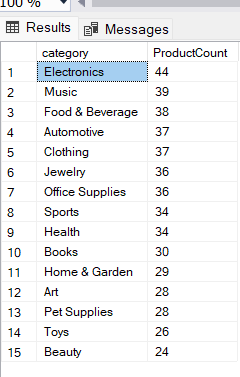 100 %
Results Messages
category ProductCount
1 Electronics 44
2 Music 39
3 Food & Beverage 38
4 Automotive 37
5 Clothing 37
6 Jewelry 36
7 Office Supplies 36
8 Sports 34
9 Health 34
10 Books 30
11 Home & Garden 29
12 Art 28
13 Pet Supplies 28
14 Toys 26
15 Beauty 24